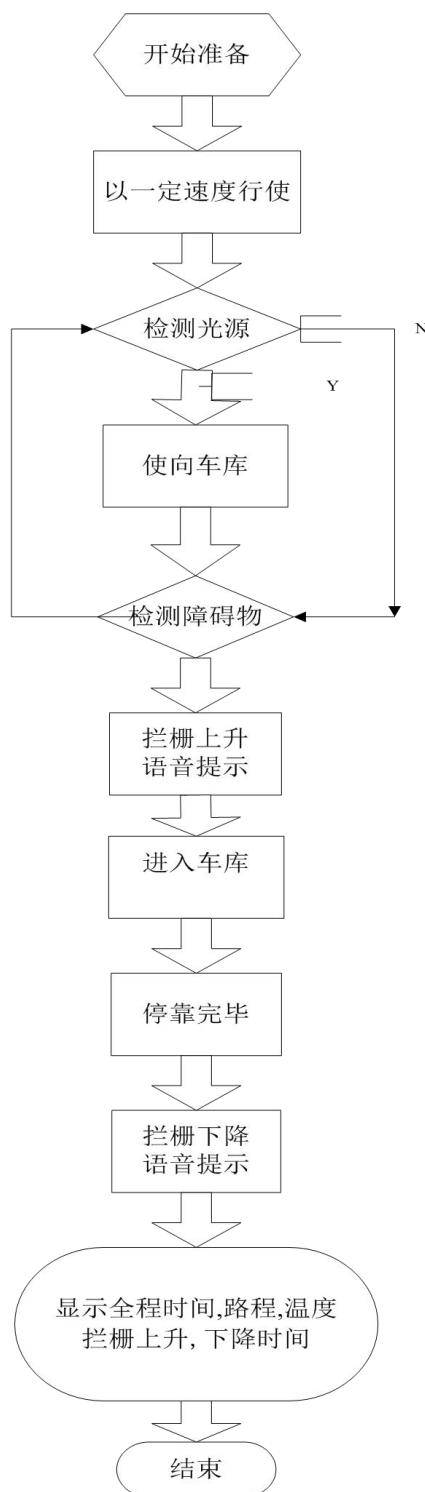 开始准备
以一定速度行使
检测光源
N
Y
使向车库
检测障碍物
拦栅上升
语音提示
进入车库
停靠完毕
拦栅下降
语音提示
显示全程时间,路程,温度
拦栅上升, 下降时间
结束